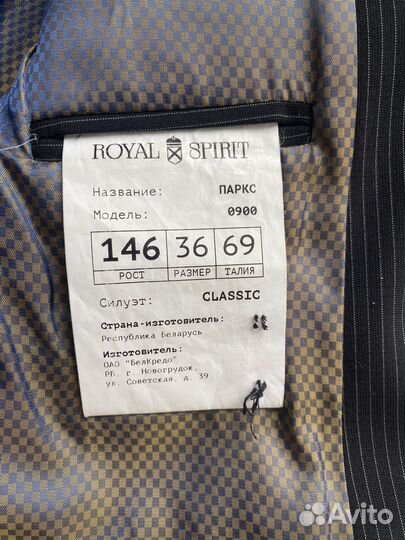 ROYAL SPIRIT
Название: ПАРКС
Модель: 0900
146 36 69
РОСТ РАЗМЕР ТАЛИЯ
Силуэт: CLASSIC
Страна-изготовитель:
Республика Беларусь
Изготовитель:
ОАО "БелКредо"
РБ, г. Новогрудок,
ул. Советская, д. 39
Avito